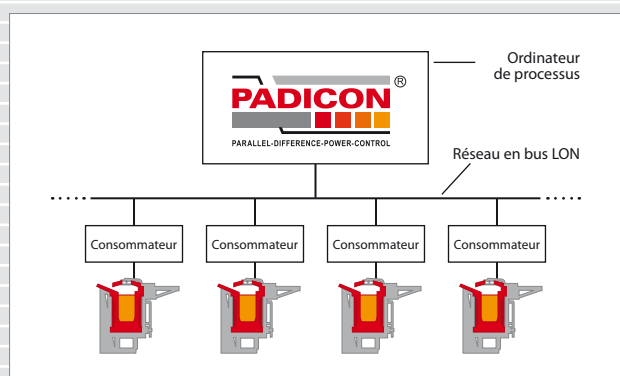 Ordinateur
de processus
PADICON®
PARALLEL-DIFFERENCE-POWER-CONTROL
Réseau en bus LON
Consommateur
Consommateur
Consommateur
Consommateur